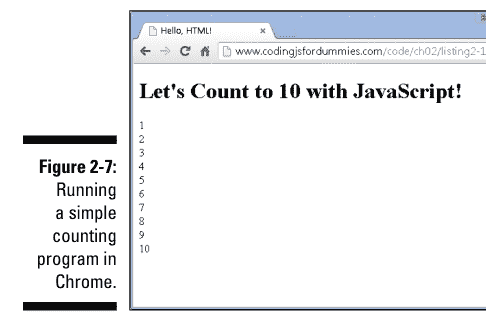 Hello, HTML!
www.codingjsfordummies.com/code/ch02/listing2-1
Let's Count to 10 with JavaScript!
1
2
3
4
5
6
7
8
9
10
Figure 2-7:
Running
a simple
counting
program in
Chrome.